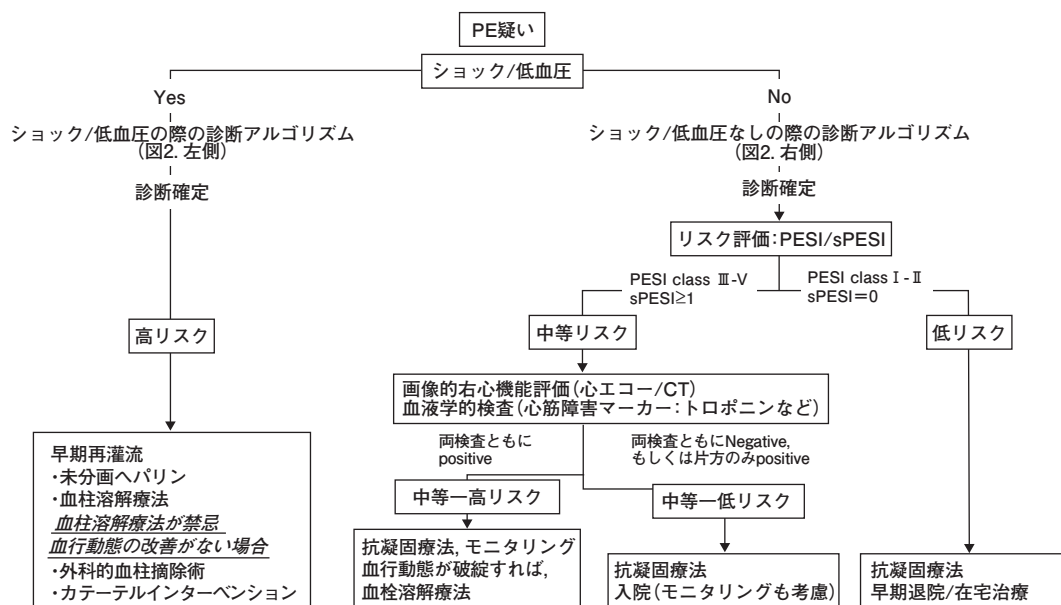 PE疑い
ショック/低血圧
Yes
No
ショック/低血圧の際の診断アルゴリズム
(図2. 左側)
ショック/低血圧なしの際の診断アルゴリズム
(図2. 右側)
診断確定
診断確定
リスク評価:PESI/sPESI
PESI class Ⅲ-V
sPESI≥1
PESI class Ⅰ-Ⅱ
sPESI=0
高リスク
中等リスク
低リスク
画像的右心機能評価(心エコー/CT)
血液学的検査(心筋障害マーカー:トロポニンなど)
両検査ともに
positive
両検査ともにNegative,
もしくは片方のみpositive
中等ー高リスク
中等ー低リスク
早期再灌流
・未分画ヘパリン
・血柱溶解療法
血柱溶解療法が禁忌
血行動態の改善がない場合
・外科的血柱摘除術
・カテーテルインターベンション
抗凝固療法, モニタリング
血行動態が破綻すれば,
血栓溶解療法
抗凝固療法
入院(モニタリングも考慮)
抗凝固療法
早期退院/在宅治療